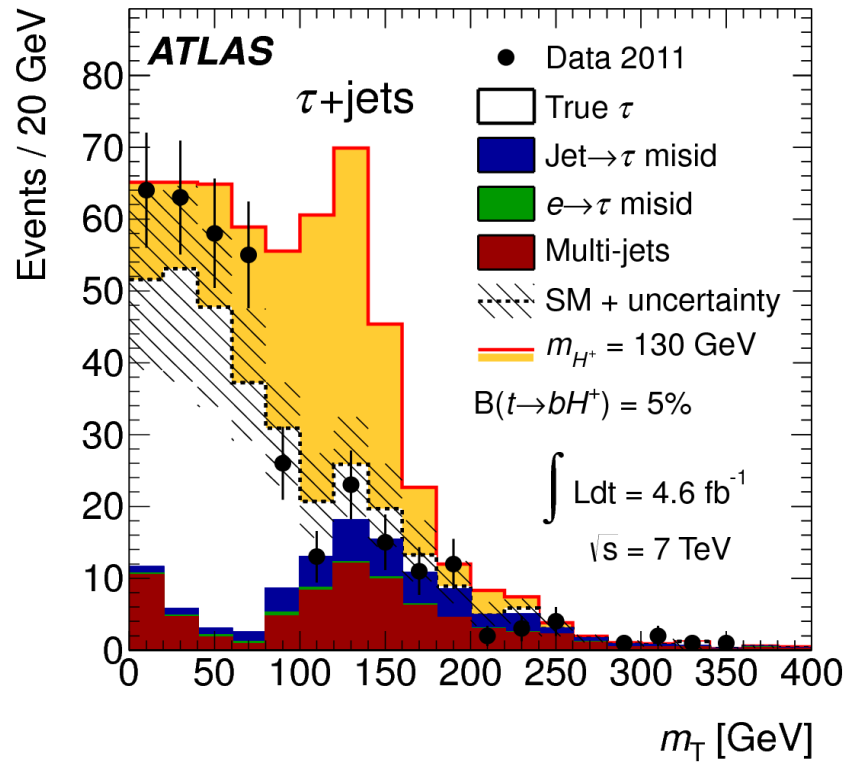 ATLAS
τ+jets
Data 2011
True τ
Jet→τ misid
e→τ misid
Multi-jets
SM + uncertainty
m_H⁺ = 130 GeV
B(t→bH⁺) = 5%
∫ Ldt = 4.6 fb⁻¹
√s = 7 TeV
Events / 20 GeV
80
70
60
50
40
30
20
10
0
0 50 100 150 200 250 300 350 400
m_T [GeV]